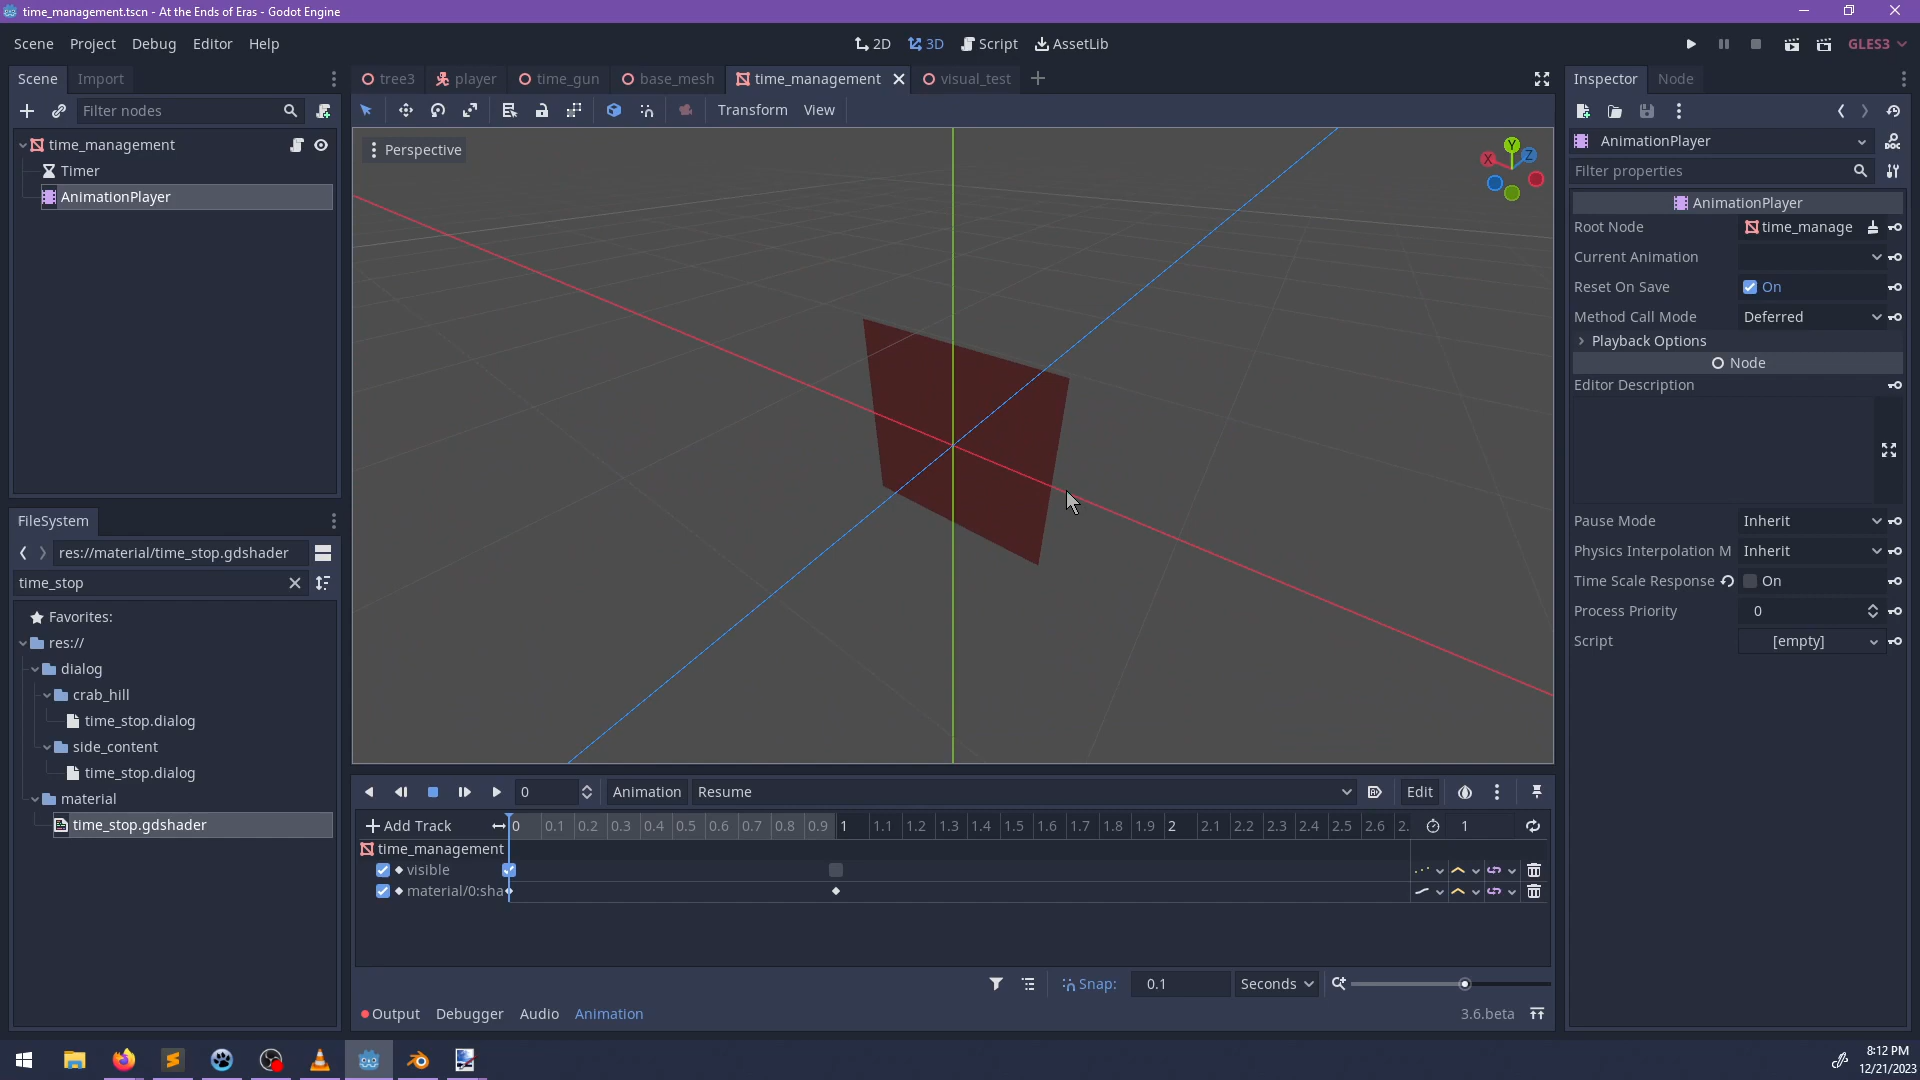 time_management.tscn - At the Ends of Eras - Godot Engine
Scene Project Debug Editor Help
2D 3D Script AssetLib
GLES3
Scene Import
tree3 player time_gun base_mesh time_management visual_test
Inspector Node
Filter nodes
Transform View
time_management
Timer
AnimationPlayer
Perspective
X Y Z
AnimationPlayer
Filter properties
AnimationPlayer
Root Node time_manage
Current Animation
Reset On Save On
Method Call Mode Deferred
Playback Options
Node
Editor Description
Pause Mode Inherit
Physics Interpolation M Inherit
Time Scale Response On
Process Priority 0
Script [empty]
FileSystem
res://material/time_stop.gdshader
time_stop
Favorites:
res://
dialog
crab_hill
time_stop.dialog
side_content
time_stop.dialog
material
time_stop.gdshader
0 Animation Resume Edit
Add Track 0 0.1 0.2 0.3 0.4 0.5 0.6 0.7 0.8 0.9 1 1.1 1.2 1.3 1.4 1.5 1.6 1.7 1.8 1.9 2 2.1 2.2 2.3 2.4 2.5 2.6 2. 1
time_management
visible
material/0:sha
Snap: 0.1 Seconds
Output Debugger Audio Animation 3.6.beta
8:12 PM
12/21/2023